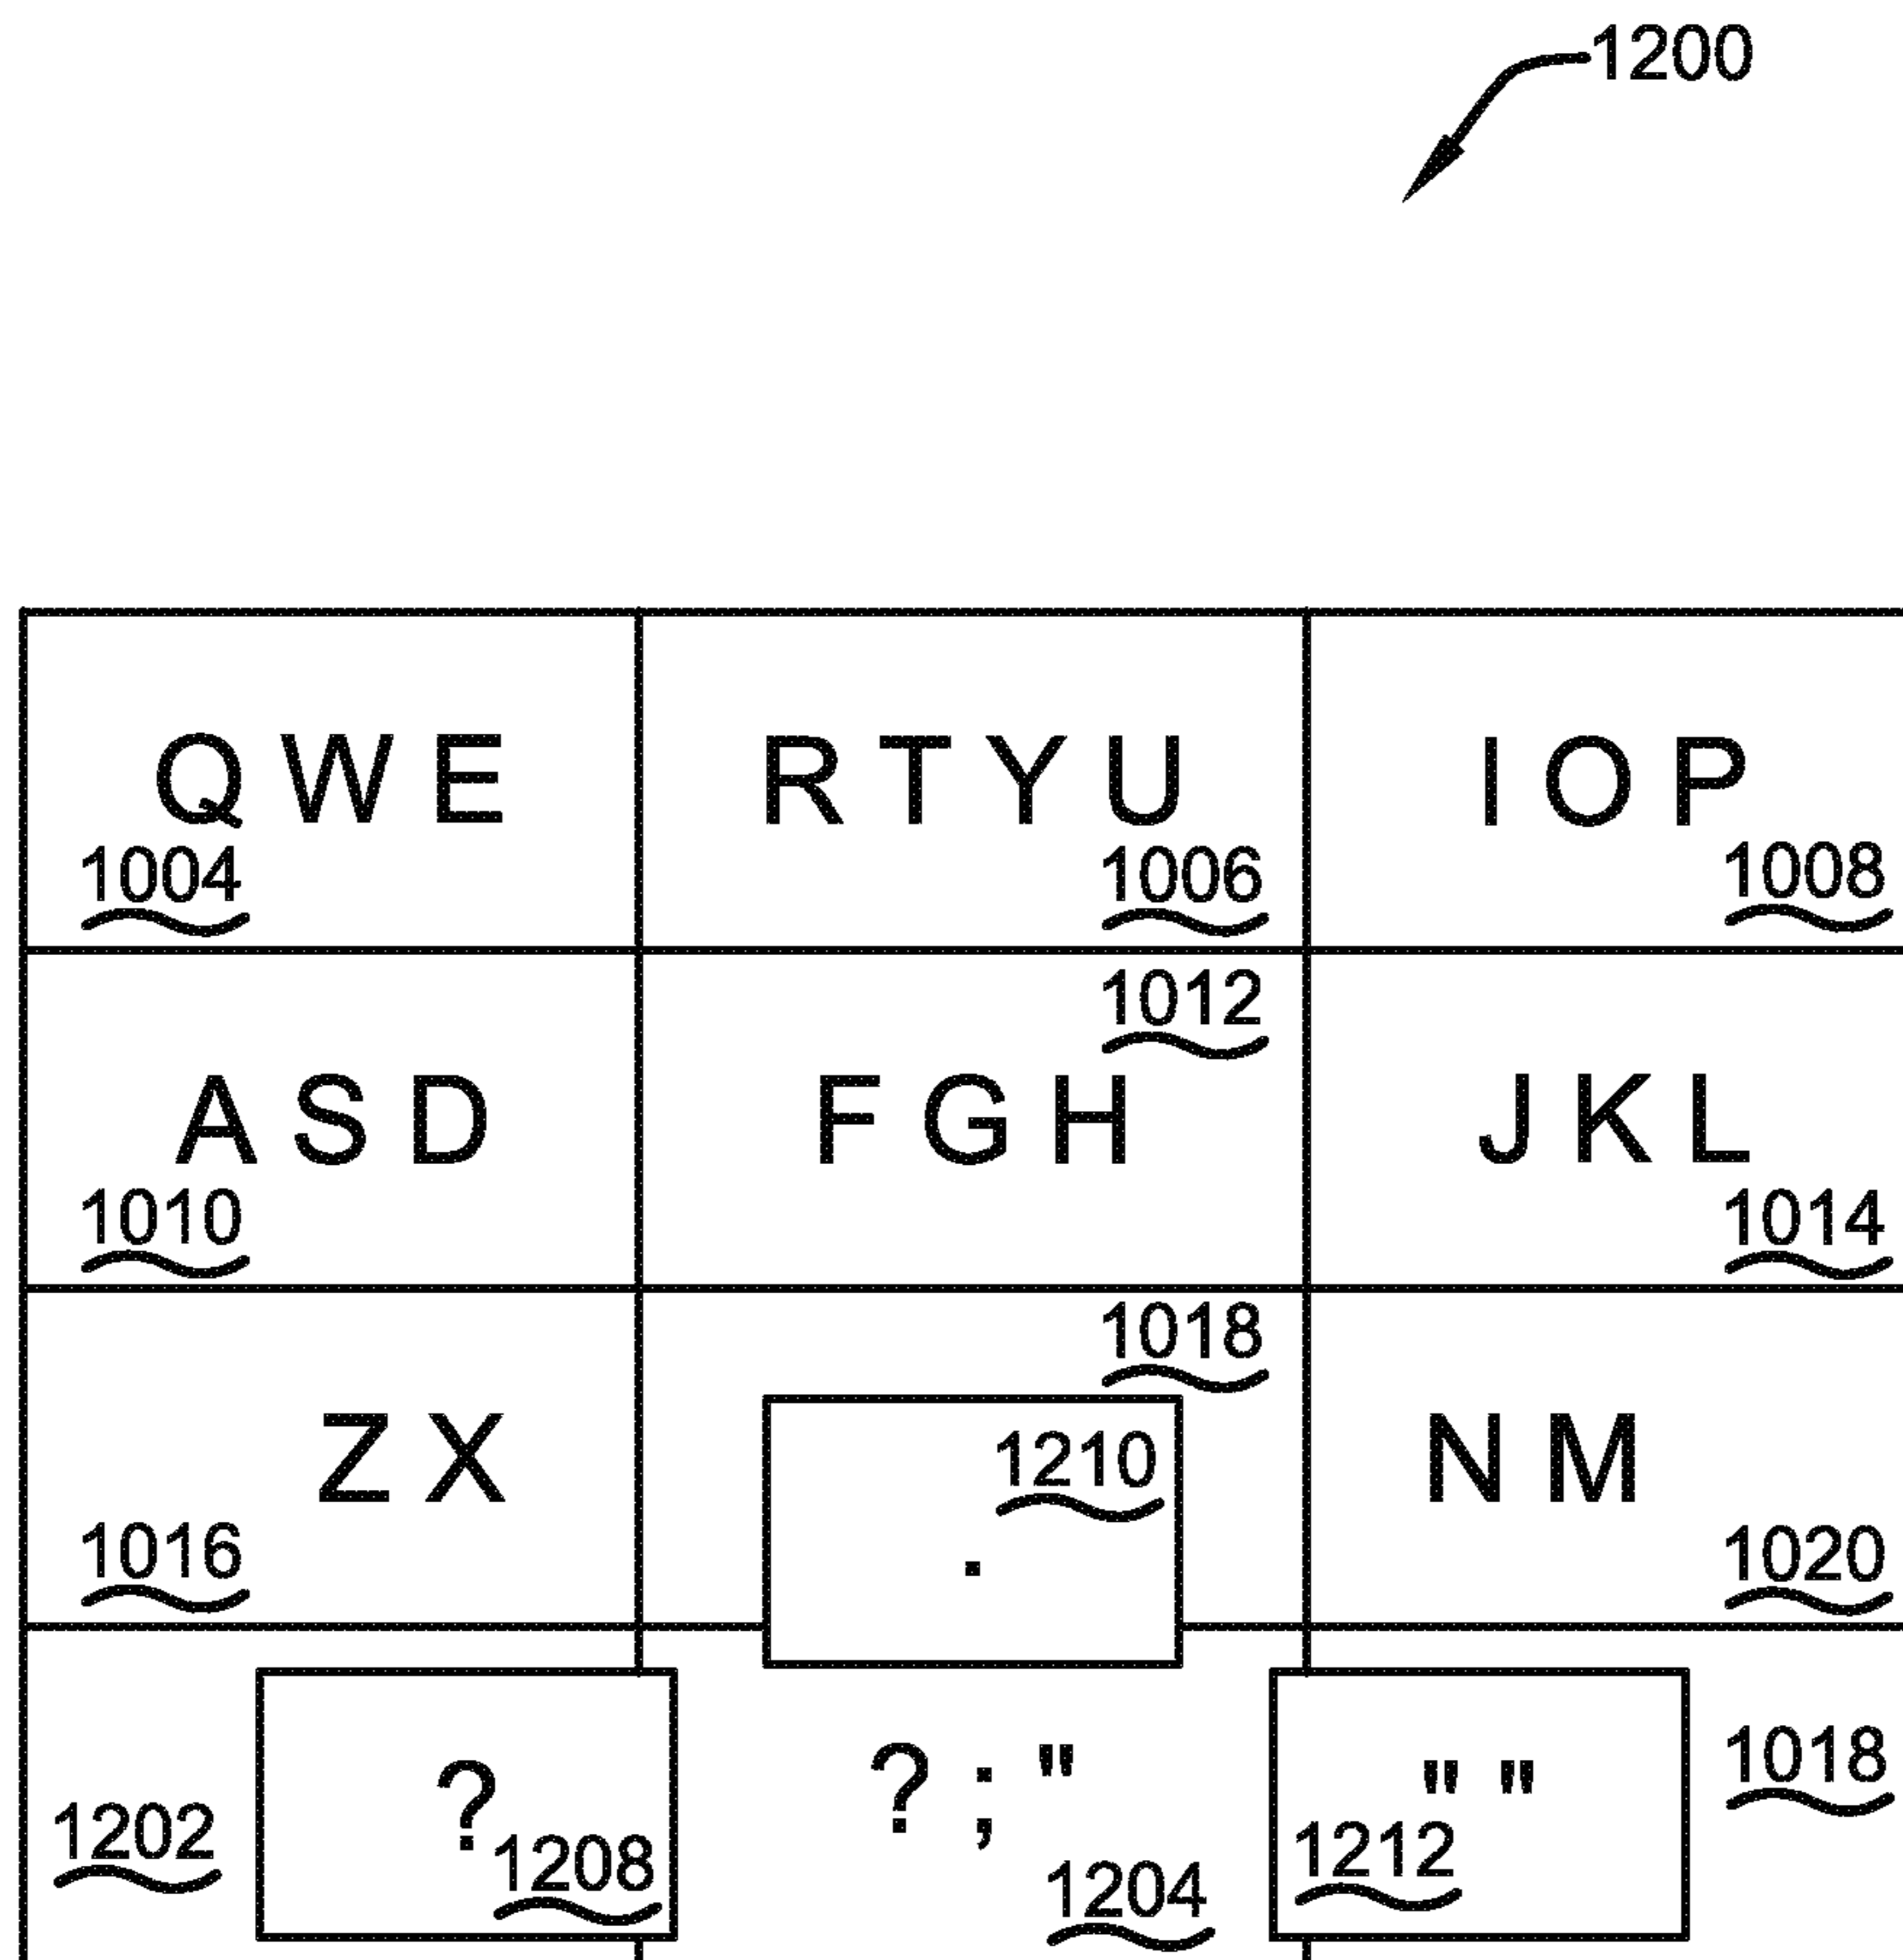 1200
Q W E R T Y U I O P
1004 1006 1008
1012
A S D F G H J K L
1010 1014
1018
Z X 1210 N M
1016 . 1020
? ? ; " " " 1018
1202 1208 1204 1212